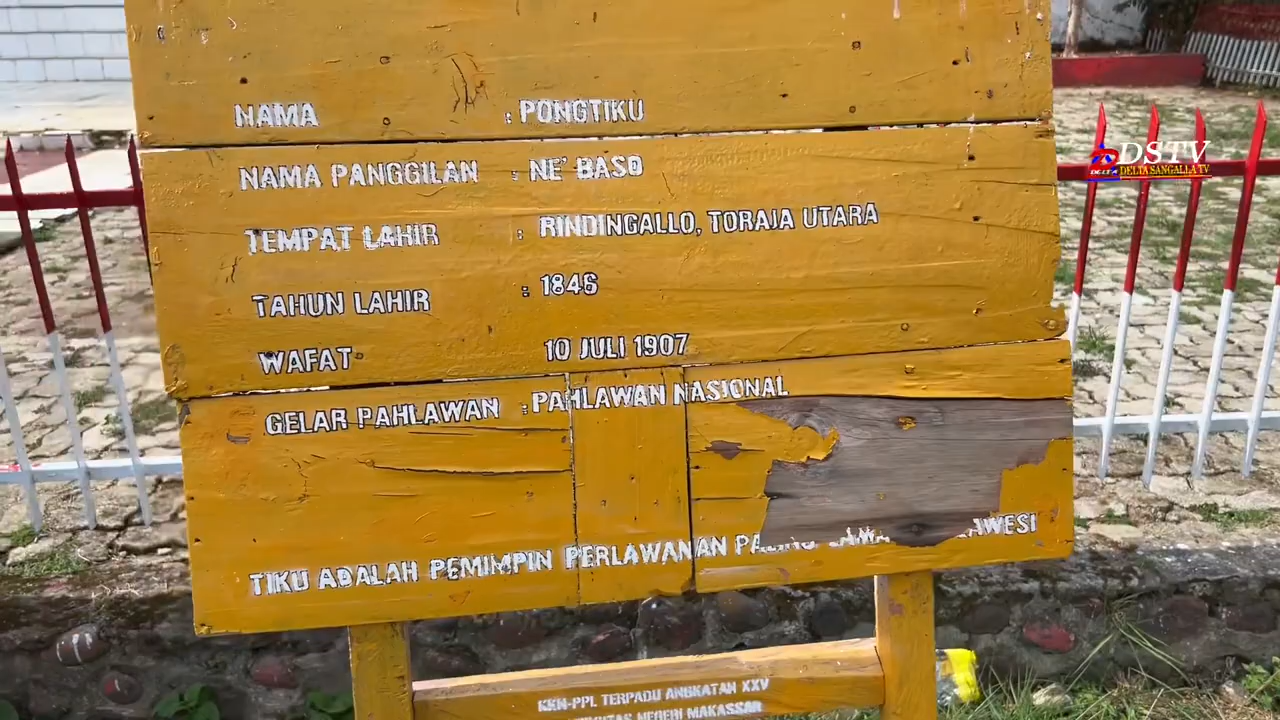 NAMA : PONGTIKU
NAMA PANGGILAN : NE' BASO
TEMPAT LAHIR : RINDINGALLO, TORAJA UTARA
TAHUN LAHIR : 1846
WAFAT 10 JULI 1907
GELAR PAHLAWAN : PAHLAWAN NASIONAL
TIKU ADALAH PEMIMPIN PERLAWANAN
KKN-PPL TERPADU ANGKATAN XXV
NEGERI MAKASSAR
DSTV
DELTA DELTA SANGALLA TV